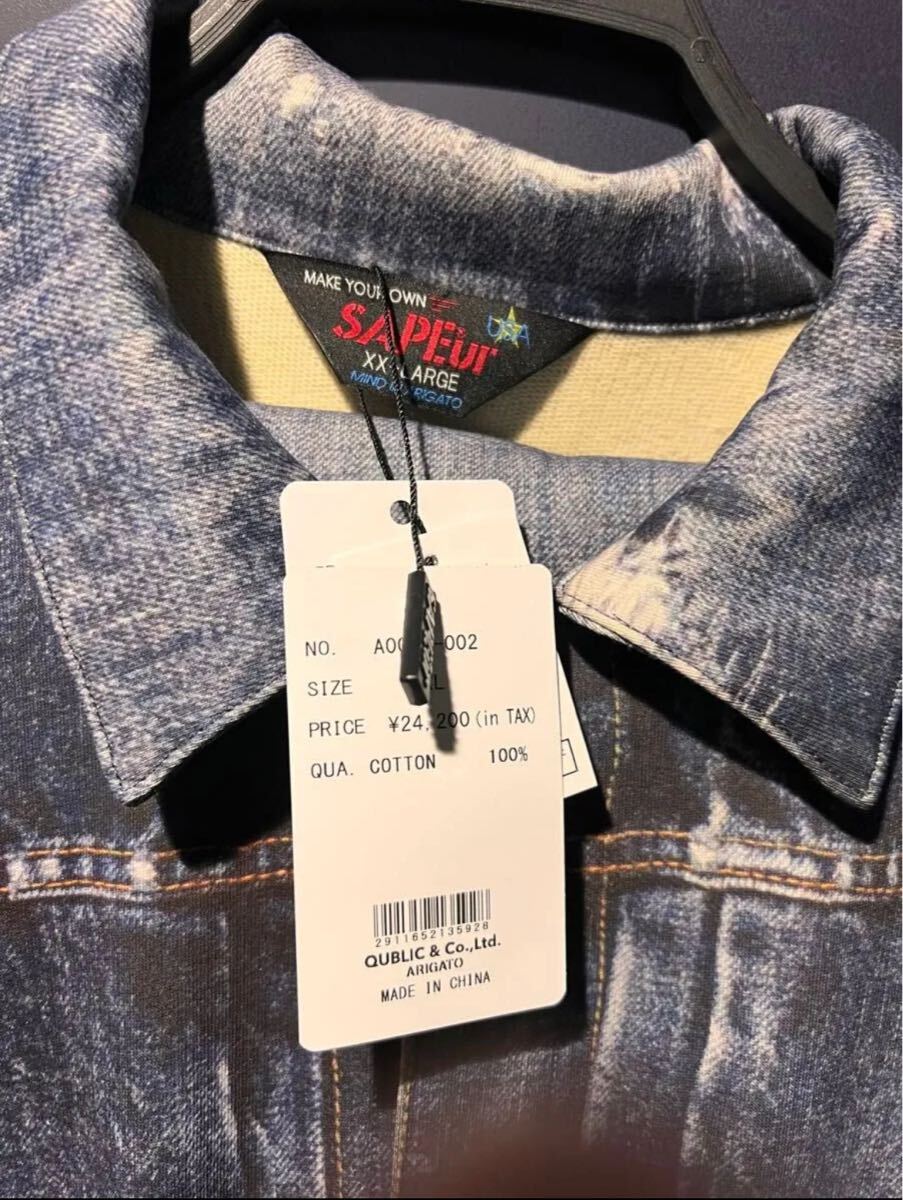 MAKE YOUR OWN
SAPEur
USA
XX-LARGE
MIND ARIGATO
NO. 002
SIZE
PRICE ¥24,200 (in TAX)
QUA. COTTON 100%
2911652135928
QUBLIC & Co.,Ltd.
ARIGATO
MADE IN CHINA